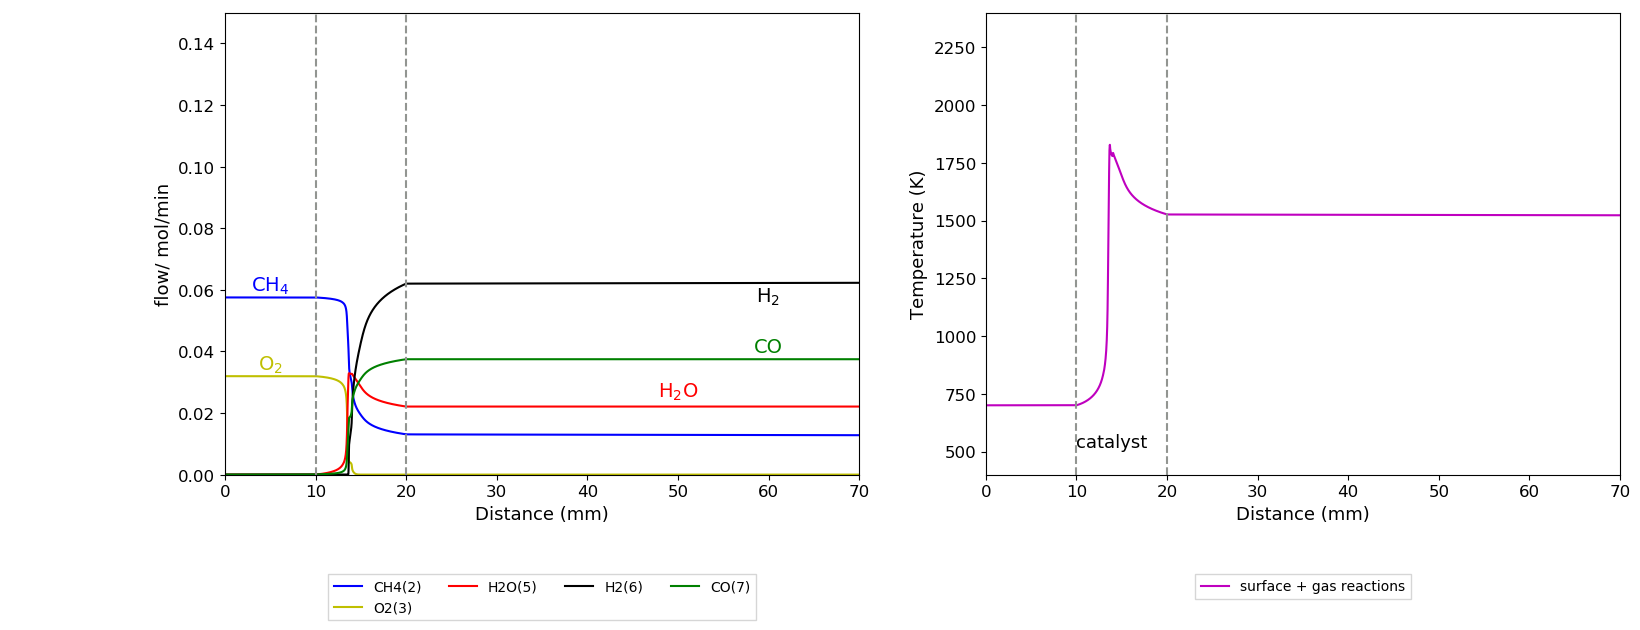 0.14
0.12
0.10
0.08
0.06
0.04
0.02
0.00
flow/ mol/min
CH₄
O₂
H₂
CO
H₂O
0 10 20 30 40 50 60 70
Distance (mm)
CH4(2) H2O(5) H2(6) CO(7)
O2(3)
2250
2000
1750
1500
1250
1000
750
500
Temperature (K)
catalyst
0 10 20 30 40 50 60 70
Distance (mm)
surface + gas reactions